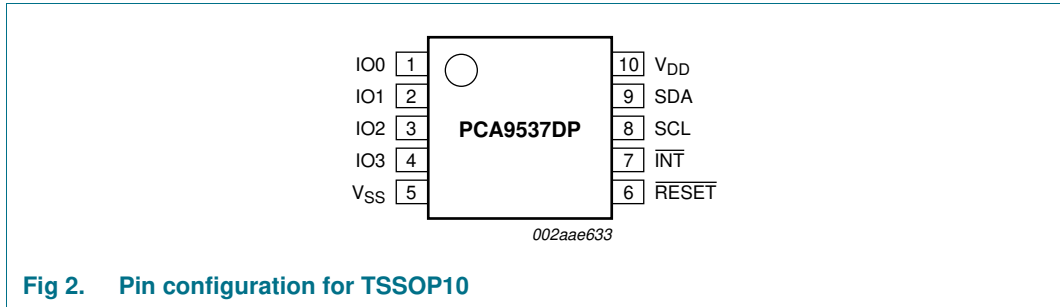 IO0 1 10 VDD
IO1 2 9 SDA
IO2 3 PCA9537DP 8 SCL
IO3 4 7 INT
VSS 5 6 RESET
002aae633
Fig 2. Pin configuration for TSSOP10